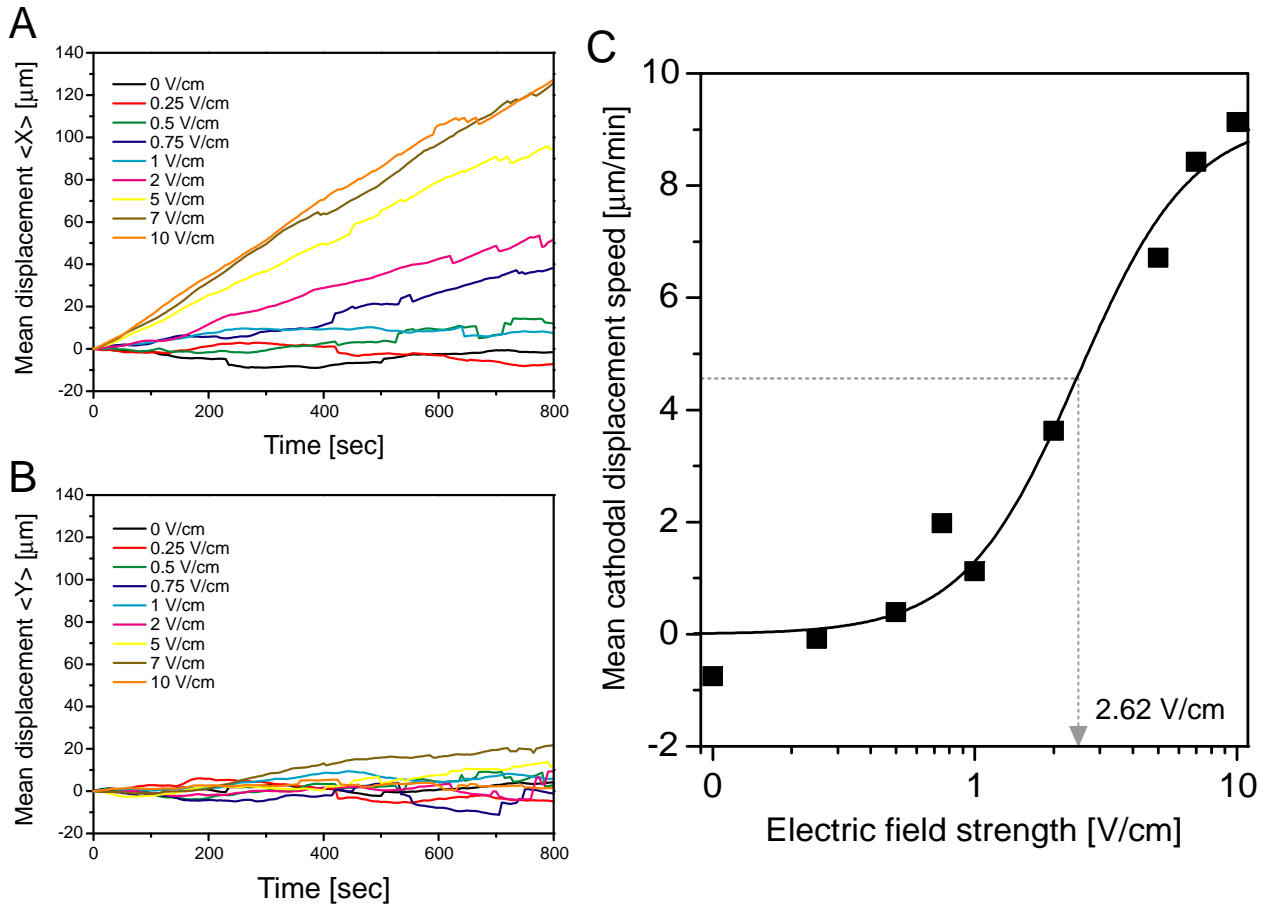 A
Mean displacement <X> [μm]
140
120
100
80
60
40
20
0
-20
0 V/cm
0.25 V/cm
0.5 V/cm
0.75 V/cm
1 V/cm
2 V/cm
5 V/cm
7 V/cm
10 V/cm
0 200 400 600 800
Time [sec]
B
Mean displacement <Y> [μm]
140
120
100
80
60
40
20
0
-20
0 V/cm
0.25 V/cm
0.5 V/cm
0.75 V/cm
1 V/cm
2 V/cm
5 V/cm
7 V/cm
10 V/cm
0 200 400 600 800
Time [sec]
C
Mean cathodal displacement speed [μm/min]
10
8
6
4
2
0
-2
2.62 V/cm
0 1 10
Electric field strength [V/cm]